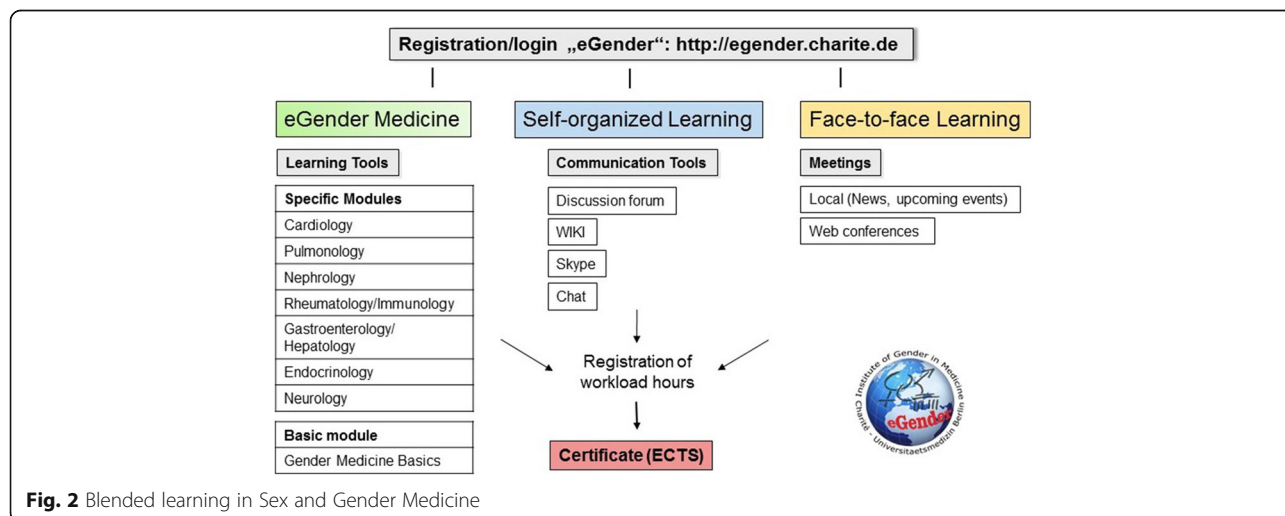 Registration/login „eGender“: http://egender.charite.de
eGender Medicine
Learning Tools
Specific Modules
Cardiology
Pulmonology
Nephrology
Rheumatology/Immunology
Gastroenterology/
Hepatology
Endocrinology
Neurology
Basic module
Gender Medicine Basics
Self-organized Learning
Communication Tools
Discussion forum
WIKI
Skype
Chat
Face-to-face Learning
Meetings
Local (News, upcoming events)
Web conferences
Registration of
workload hours
Certificate (ECTS)
Institute of Gender in Medicine
Charité - Universitaetsmedizin Berlin
eGender
Fig. 2 Blended learning in Sex and Gender Medicine